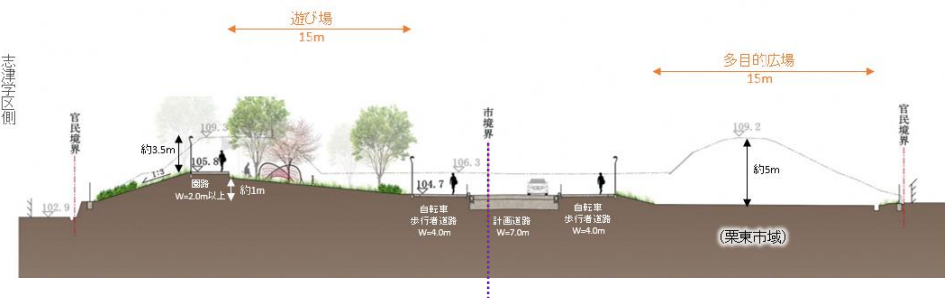 遊び場
15m
多目的広場
15m
志津学区側
官民境界
市境界
官民境界
109.3
109.2
約3.5m
105.8
106.3
1:3
約5m
園路
W=2.0m以上
約1m
104.7
102.9
自転車
歩行者道路
W=4.0m
計画道路
W=7.0m
自転車
歩行者道路
W=4.0m
(栗東市域)